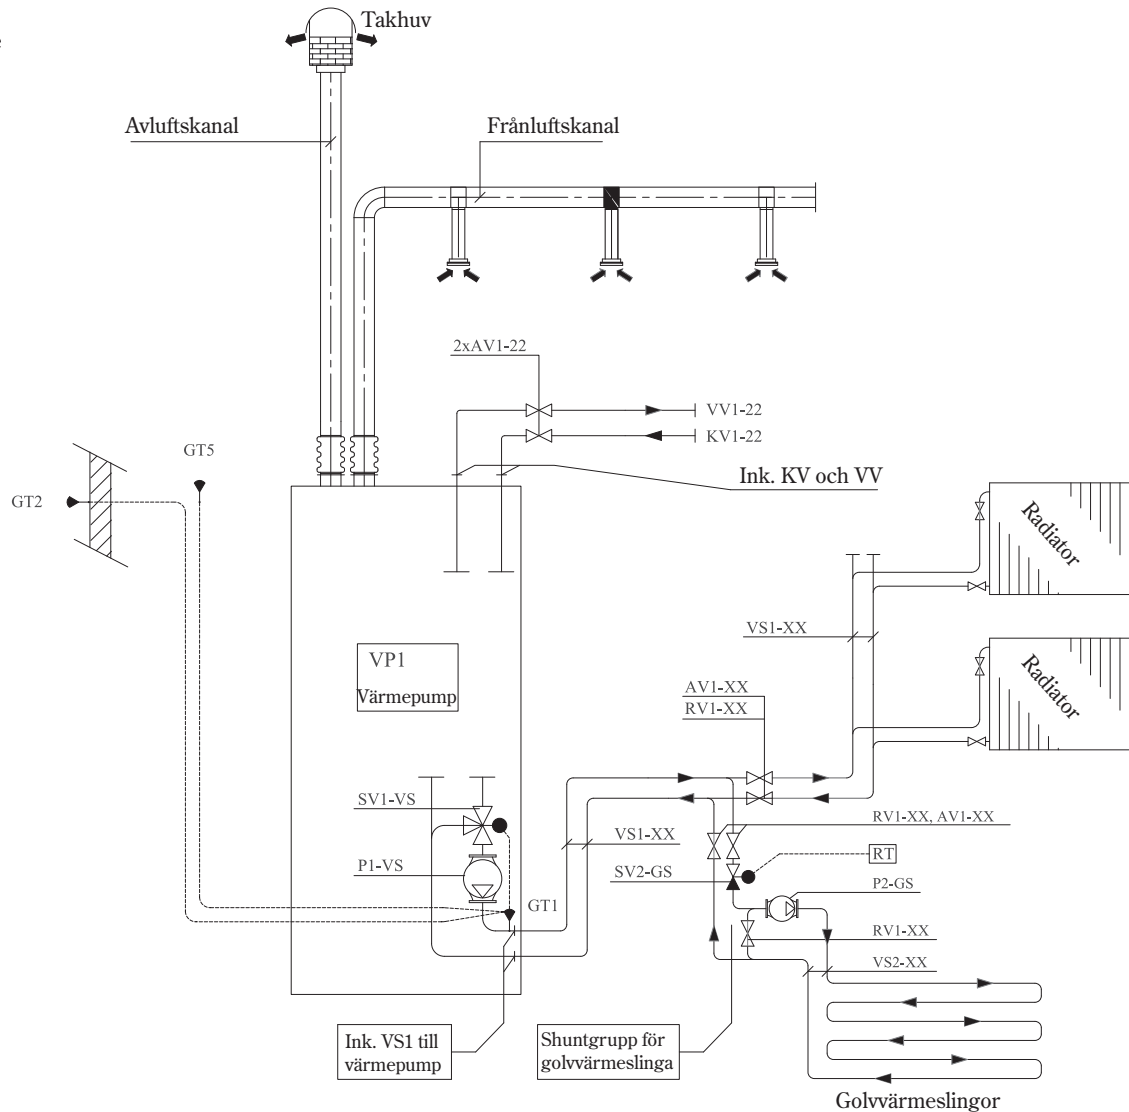 Takhuv
Avluftskanal
Frånluftskanal
2xAV1-22
VV1-22
KV1-22
GT5
Ink. KV och VV
GT2
Radiator
VS1-XX
VP1
Värmepump
Radiator
AV1-XX
RV1-XX
SV1-VS
RV1-XX, AV1-XX
VS1-XX
RT
P1-VS
SV2-GS
P2-GS
GT1
RV1-XX
VS2-XX
Ink. VS1 till
värmepump
Shuntgrupp för
golvvärmeslinga
Golvvärmeslingor